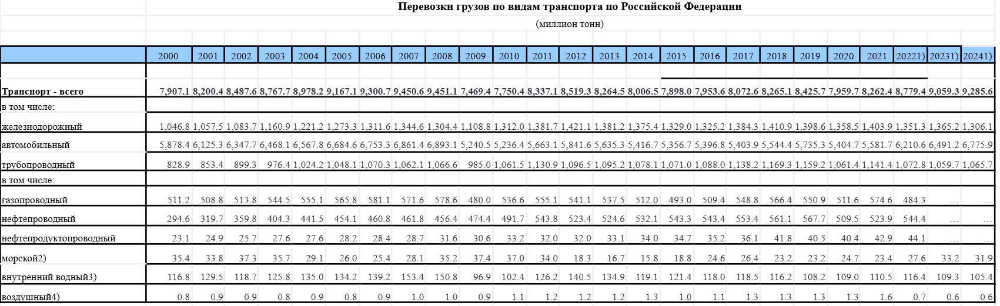 Перевозки грузов по видам транспорта по Российской Федерации
(миллион тонн)
2000 2001 2002 2003 2004 2005 2006 2007 2008 2009 2010 2011 2012 2013 2014 2015 2016 2017 2018 2019 2020 2021 20221) 20231) 20241)
Транспорт - всего 7,907.1 8,200.4 8,487.6 8,767.7 8,978.2 9,167.1 9,300.7 9,450.6 9,451.1 7,469.4 7,750.4 8,337.1 8,519.3 8,264.5 8,006.5 7,898.0 7,953.6 8,072.6 8,265.1 8,425.7 7,959.7 8,262.4 8,779.4 9,059.3 9,285.6
в том числе:
железнодорожный 1,046.8 1,057.5 1,083.7 1,160.9 1,221.2 1,273.3 1,311.6 1,344.6 1,304.4 1,108.8 1,312.0 1,381.7 1,421.1 1,381.2 1,375.4 1,329.0 1,325.2 1,384.3 1,410.9 1,398.6 1,358.5 1,403.9 1,351.3 1,365.2 1,306.1
автомобильный 5,878.4 6,125.3 6,347.7 6,468.1 6,567.8 6,684.6 6,753.3 6,861.4 6,893.1 5,240.5 5,236.4 5,663.1 5,841.6 5,635.3 5,416.7 5,356.7 5,396.8 5,403.9 5,544.4 5,735.3 5,404.7 5,581.7 6,210.6 6,491.2 6,775.9
трубопроводный 828.9 853.4 899.3 976.4 1,024.2 1,048.1 1,070.3 1,062.1 1,066.6 985.0 1,061.5 1,130.9 1,096.5 1,095.2 1,078.1 1,071.0 1,088.0 1,138.2 1,169.3 1,159.2 1,061.4 1,141.4 1,072.8 1,059.7 1,065.7
в том числе:
газопроводный 511.2 508.8 513.8 544.5 555.1 565.8 581.1 571.6 578.6 480.0 536.6 555.1 541.1 537.5 512.0 493.0 509.4 548.8 566.4 550.9 511.6 574.6 484.3 … …
нефтепроводный 294.6 319.7 359.8 404.3 441.5 454.1 460.8 461.8 456.4 474.4 491.7 543.8 523.4 524.6 532.1 543.3 543.4 553.4 561.1 567.7 509.5 523.9 544.4 … …
нефтепродуктопроводный 23.1 24.9 25.7 27.6 27.6 28.2 28.4 28.7 31.6 30.6 33.2 32.0 32.0 33.1 34.0 34.7 35.2 36.1 41.8 40.5 40.4 42.9 44.1 … …
морской2) 35.4 33.8 37.3 35.7 29.1 26.0 25.4 28.1 35.2 37.4 37.0 34.0 18.3 16.7 15.8 18.8 24.6 26.4 23.2 23.2 24.7 23.4 27.6 33.2 31.9
внутренний водный3) 116.8 129.5 118.7 125.8 135.0 134.2 139.2 153.4 150.8 96.9 102.4 126.2 140.5 134.9 119.1 121.4 118.0 118.5 116.2 108.2 109.0 110.5 116.4 109.3 105.4
воздушный4) 0.8 0.9 0.9 0.8 0.9 0.8 0.9 1.0 1.0 0.9 1.1 1.2 1.2 1.2 1.3 1.0 1.1 1.3 1.3 1.3 1.3 1.6 0.7 0.6 0.6